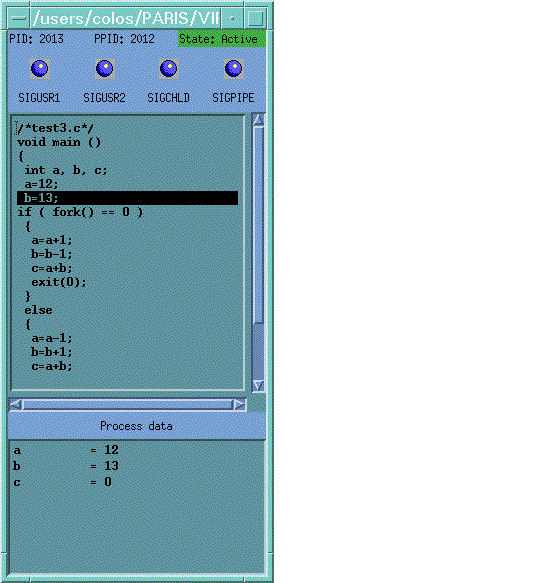 /users/colos/PARIS/VI
PID: 2013 PPID: 2012 State: Active
SIGUSR1 SIGUSR2 SIGCHLD SIGPIPE
/*test3.c*/
void main ()
{
int a, b, c;
a=12;
b=13;
if ( fork() == 0 )
{
a=a+1;
b=b-1;
c=a+b;
exit(0);
}
else
{
a=a-1;
b=b+1;
c=a+b;
Process data
a = 12
b = 13
c = 0